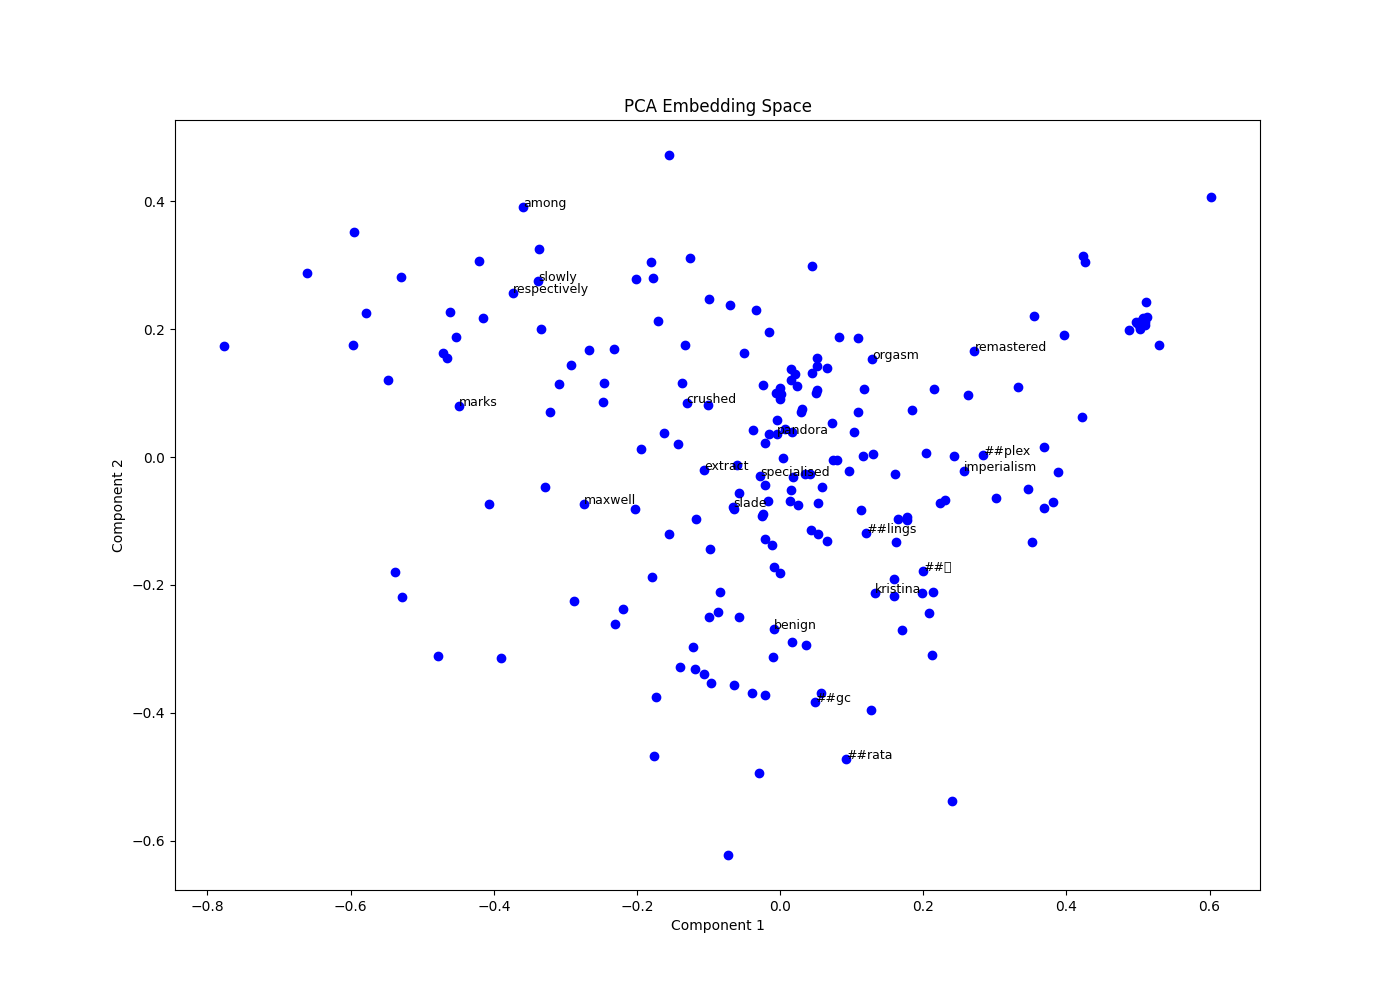 PCA Embedding Space
Component 2
0.4
0.2
0.0
−0.2
−0.4
−0.6
among
slowly
respectively
remastered
orgasm
marks
crushed
pandora
##plex
imperialism
extract
specialised
maxwell
slade
##lings
##
kristina
benign
##gc
##rata
−0.8
−0.6
−0.4
−0.2
0.0
0.2
0.4
0.6
Component 1